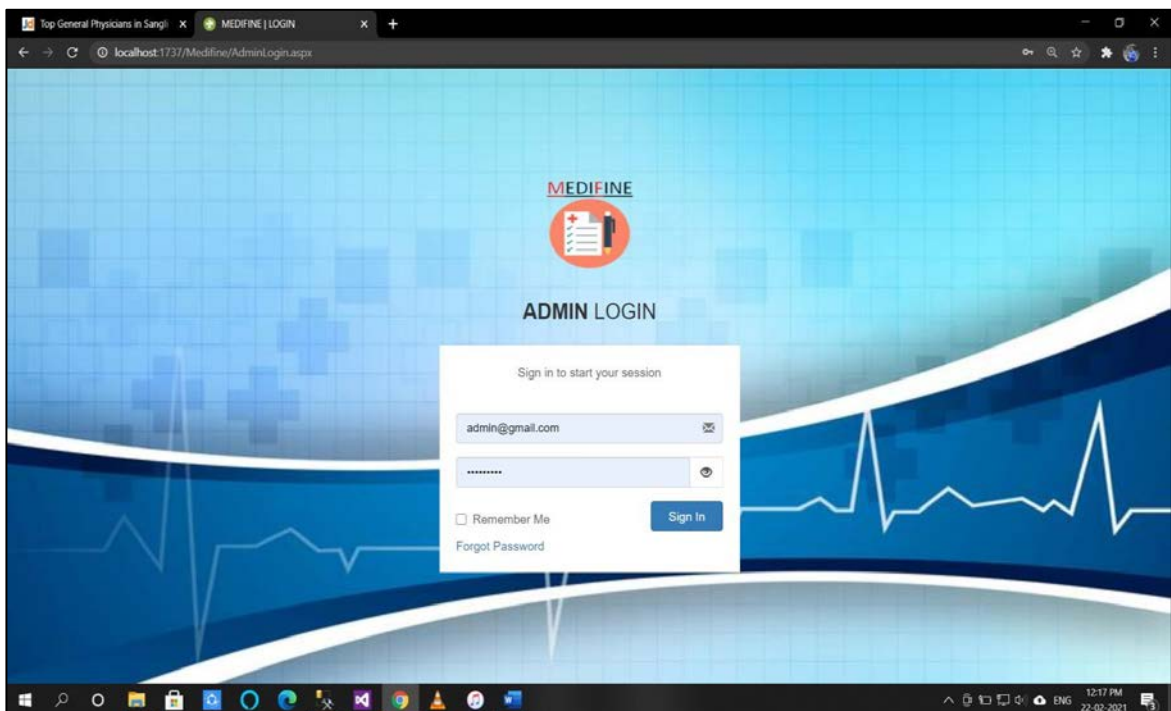 Top General Physicians in Sangli
MEDIFINE | LOGIN
localhost:1737/Medifine/AdminLogin.aspx
MEDIFINE
ADMIN LOGIN
Sign in to start your session
admin@gmail.com
•••••••••
Remember Me
Sign In
Forgot Password
ENG
12:17 PM
22-02-2021